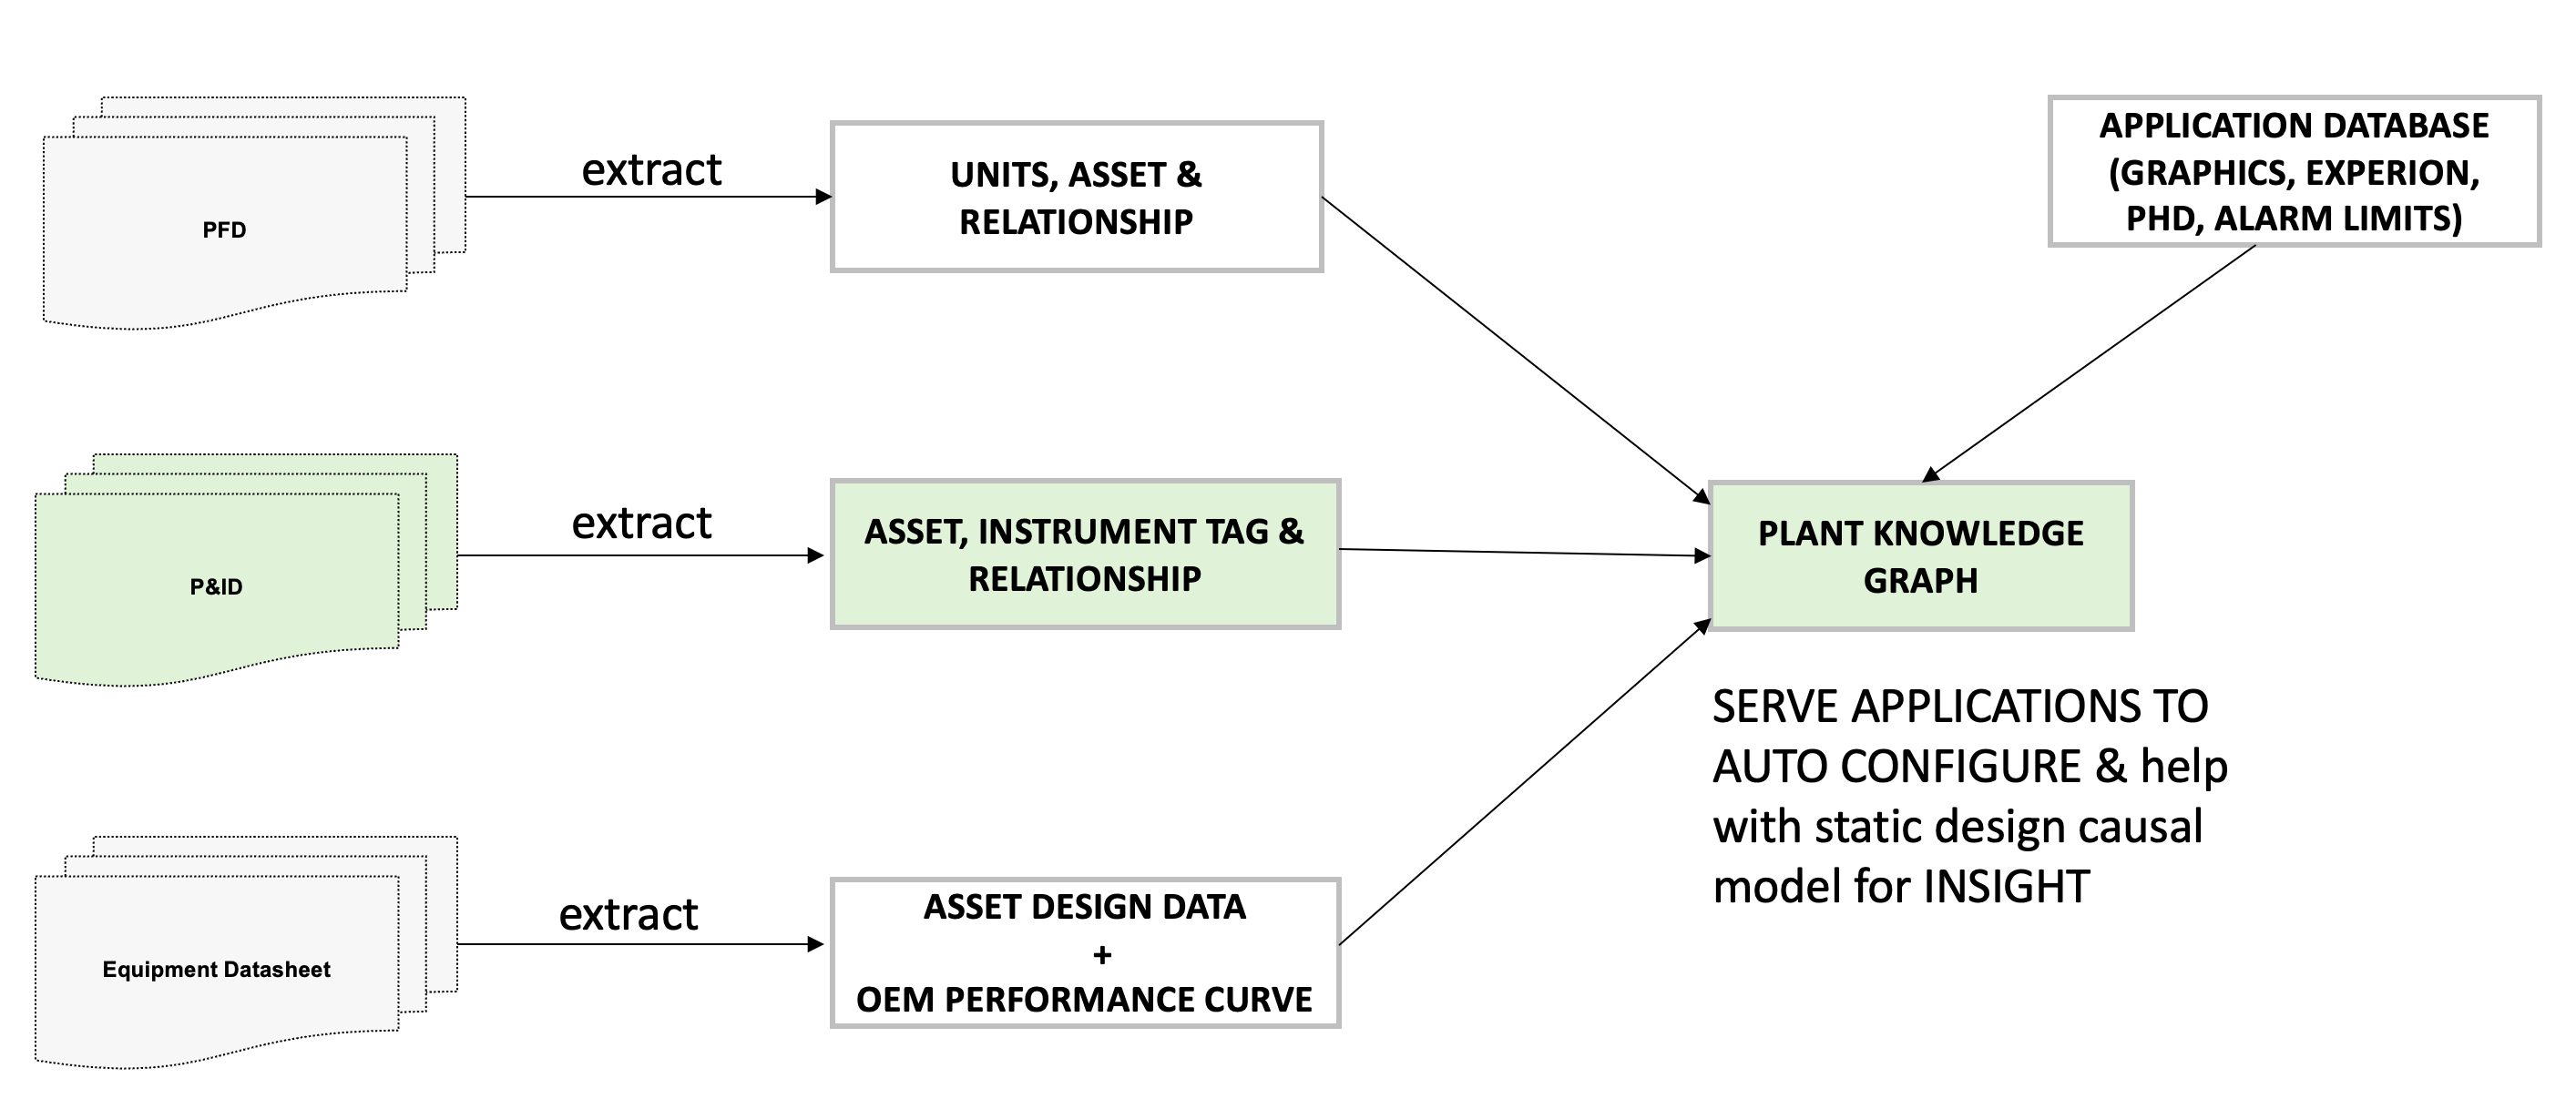 PFD
extract
UNITS, ASSET &
RELATIONSHIP
APPLICATION DATABASE
(GRAPHICS, EXPERION,
PHD, ALARM LIMITS)
P&ID
extract
ASSET, INSTRUMENT TAG &
RELATIONSHIP
PLANT KNOWLEDGE
GRAPH
SERVE APPLICATIONS TO
AUTO CONFIGURE & help
with static design causal
model for INSIGHT
Equipment Datasheet
extract
ASSET DESIGN DATA
+
OEM PERFORMANCE CURVE